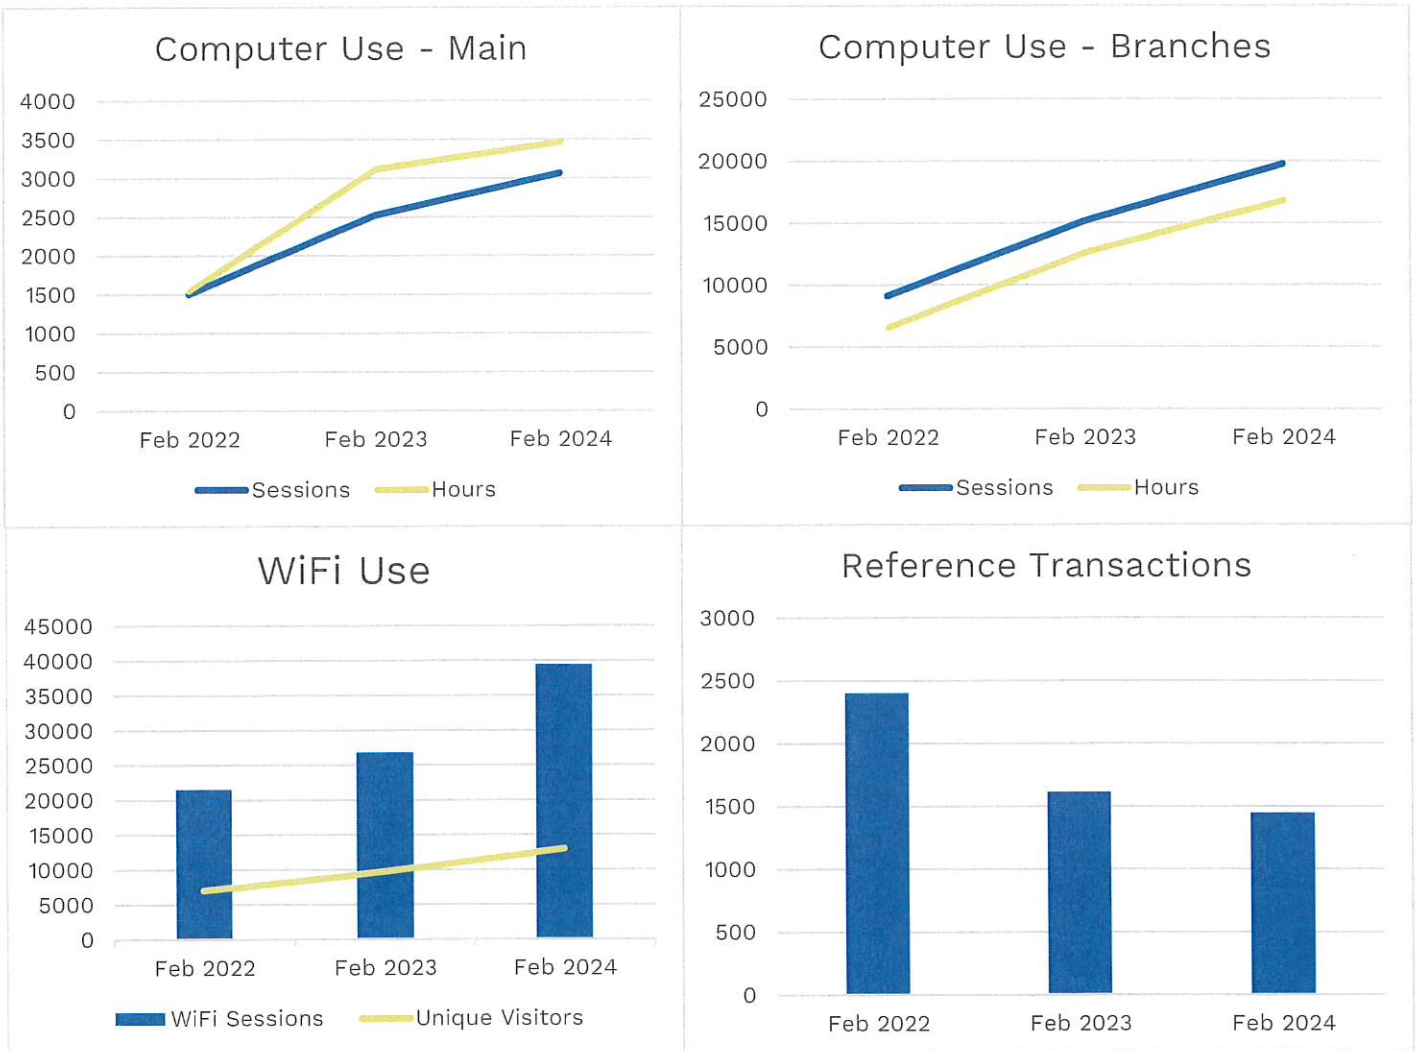 Computer Use - Main
4000
3500
3000
2500
2000
1500
1000
500
0
Feb 2022 Feb 2023 Feb 2024
Sessions Hours
Computer Use - Branches
25000
20000
15000
10000
5000
0
Feb 2022 Feb 2023 Feb 2024
Sessions Hours
WiFi Use
45000
40000
35000
30000
25000
20000
15000
10000
5000
0
Feb 2022 Feb 2023 Feb 2024
WiFi Sessions Unique Visitors
Reference Transactions
3000
2500
2000
1500
1000
500
0
Feb 2022 Feb 2023 Feb 2024